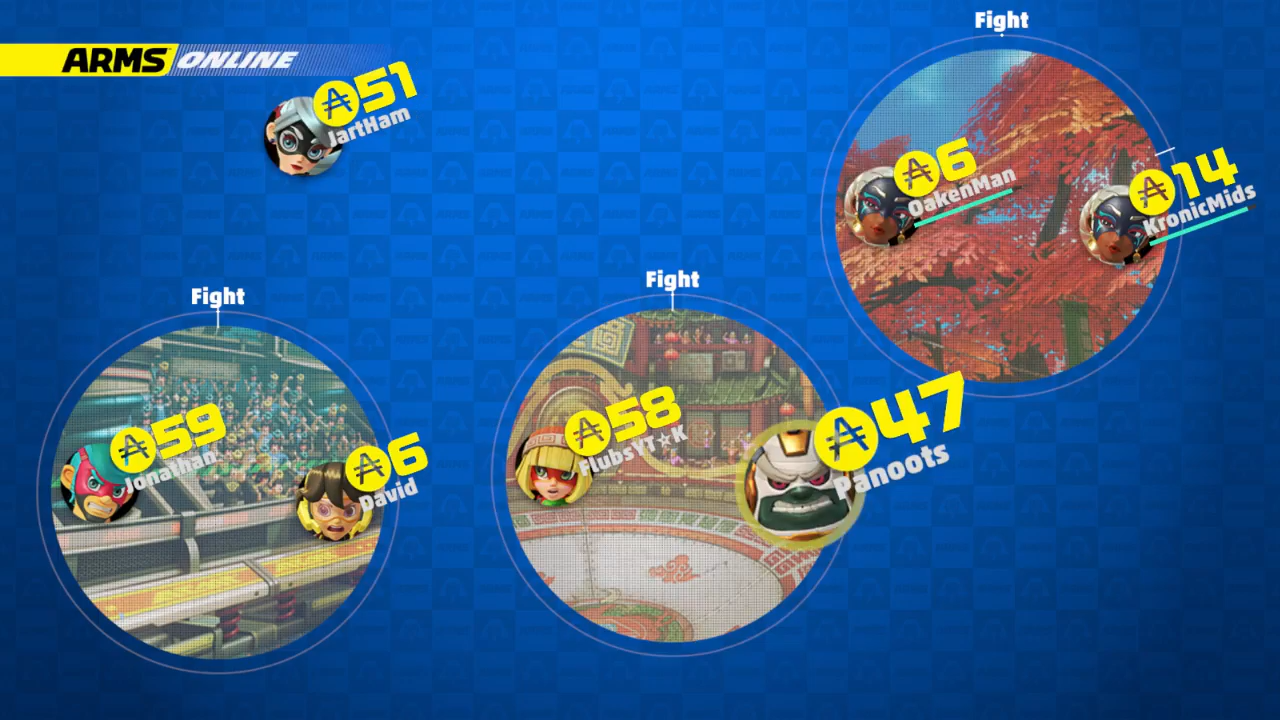 ARMS ONLINE
51
JartHam
Fight
6
OakenMan
14
KronicMids
Fight
59
Jonathan
6
David
Fight
58
FlubsYT☆K
47
Panoots